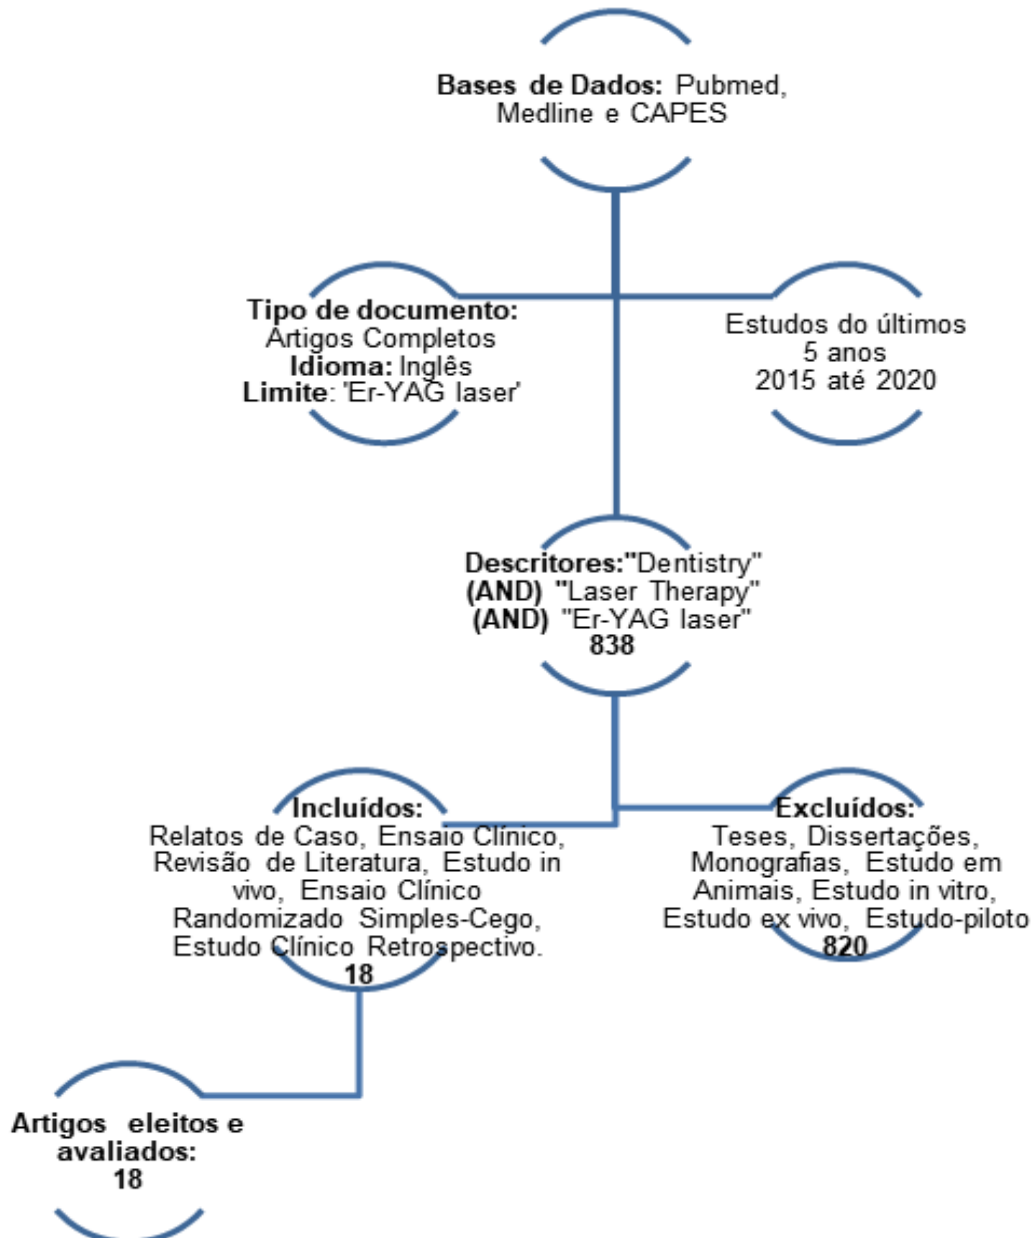 Bases de Dados: Pubmed,
Medline e CAPES
Tipo de documento:
Artigos Completos
Idioma: Inglês
Limite: 'Er-YAG laser'
Estudos do últimos
5 anos
2015 até 2020
Descritores:"Dentistry"
(AND) "Laser Therapy"
(AND) "Er-YAG laser"
838
Incluídos:
Relatos de Caso, Ensaio Clínico,
Revisão de Literatura, Estudo in
vivo, Ensaio Clínico
Randomizado Simples-Cego,
Estudo Clínico Retrospectivo.
18
Excluídos:
Teses, Dissertações,
Monografias, Estudo em
Animais, Estudo in vitro,
Estudo ex vivo, Estudo-piloto
820
Artigos eleitos e
avaliados:
18